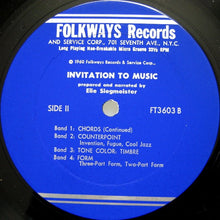 FOLKWAYS Records
AND SERVICE CORP., 701 SEVENTH AVE., N.Y.C.
Long Playing Non-Breakable Micro Groove 33⅓ RPM
© 1960 Folkways Records & Service Corp.,
INVITATION TO MUSIC
prepared and narrated by
Elie Siegmeister
SIDE II
FT3603 B
Band 1: CHORDS (Continued)
Band 2: COUNTERPOINT
Invention, Fugue, Cool Jazz
Band 3: TONE COLOR: TIMBRE
Band 4: FORM
Three-Part Form, Two-Part Form